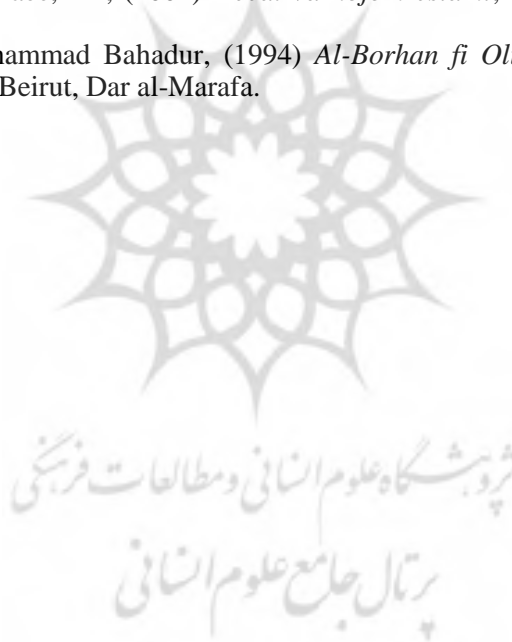 ammad Bahadur, (1994) Al-Borhan fi Ol
Beirut, Dar al-Marafa.
پژوهشگاه علوم انسانی و مطالعات فرهنگی
پرتال جامع علوم انسانی